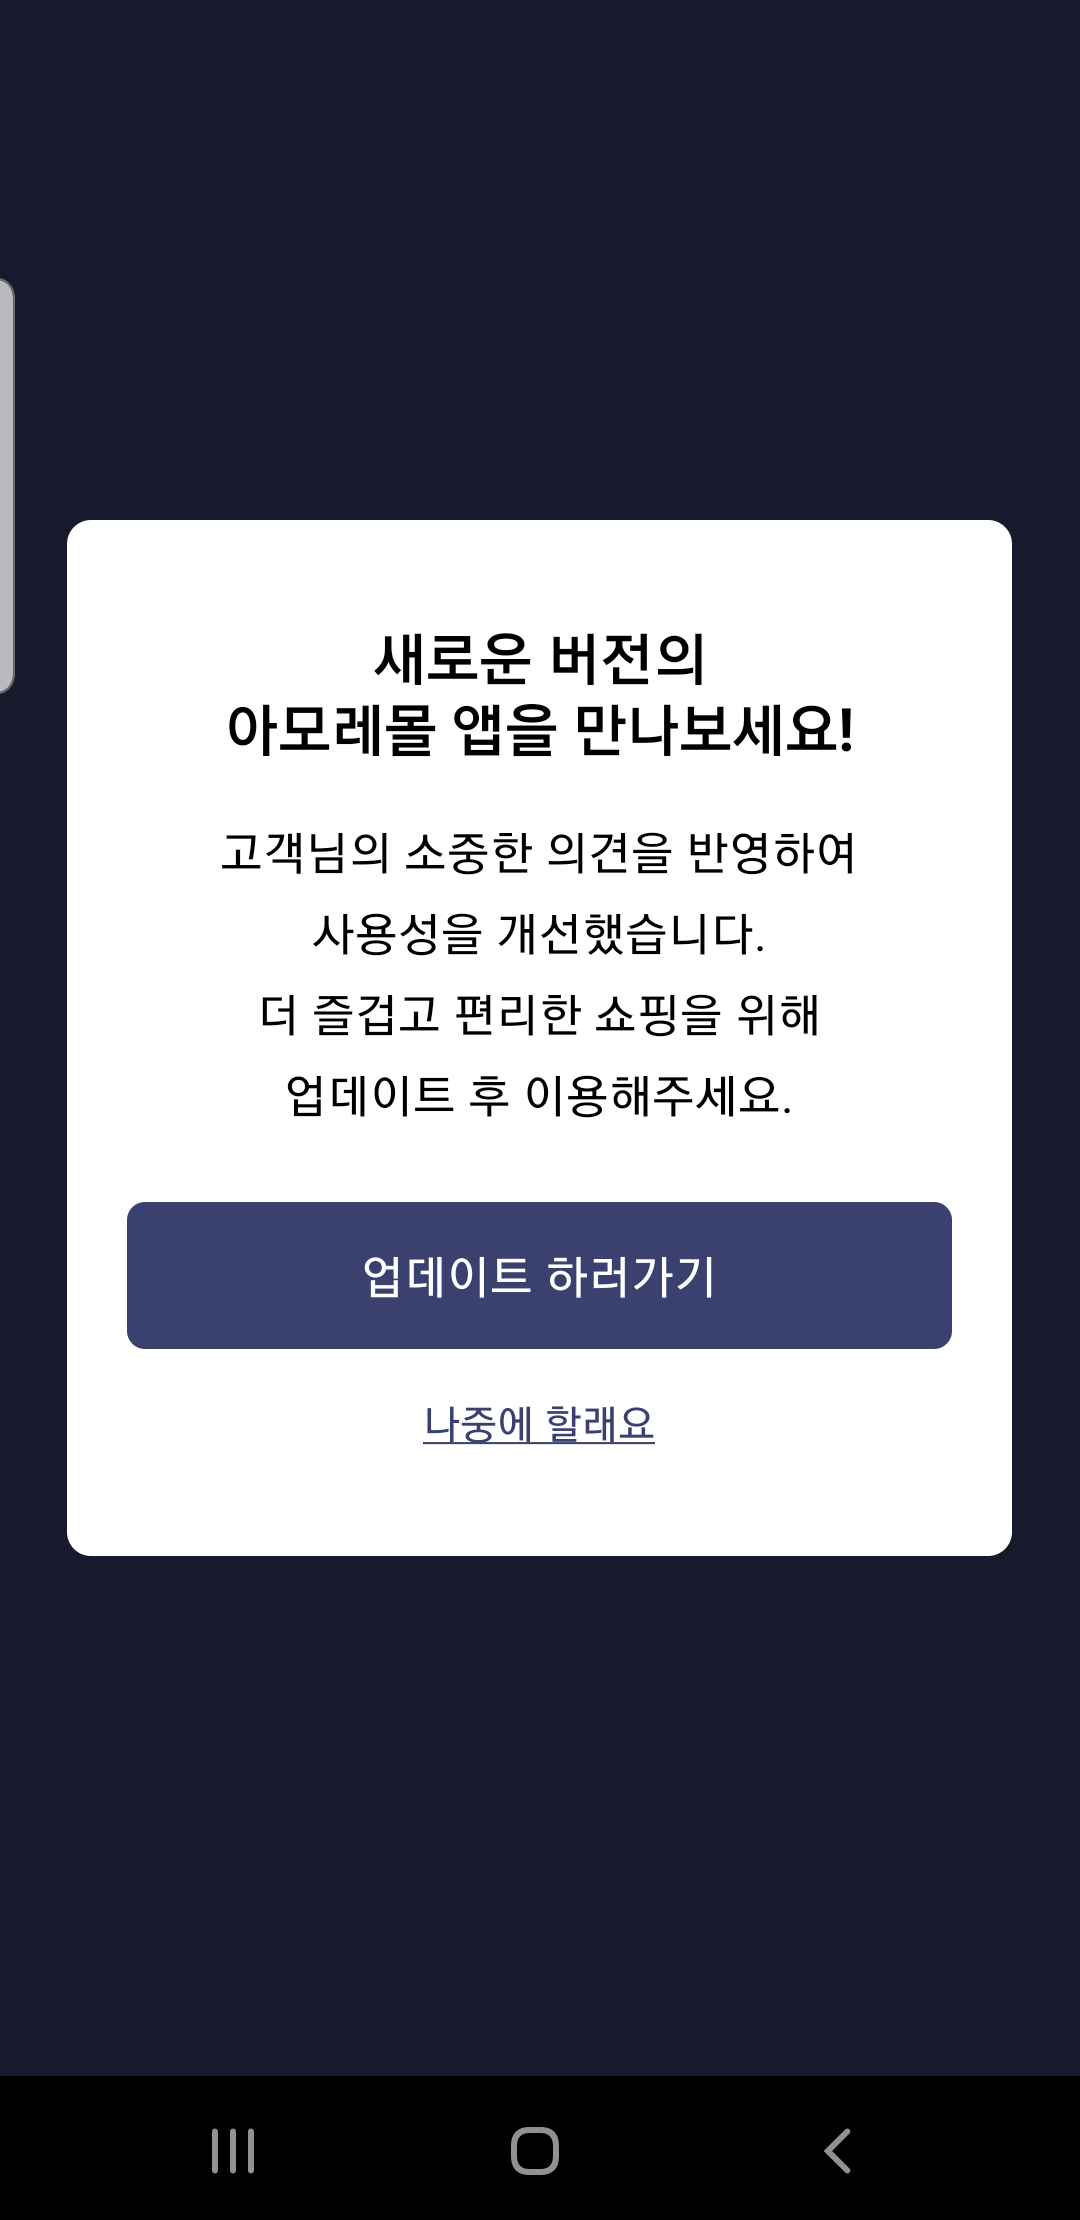 새로운 버전의
아모레몰 앱을 만나보세요!
고객님의 소중한 의견을 반영하여
사용성을 개선했습니다.
더 즐겁고 편리한 쇼핑을 위해
업데이트 후 이용해주세요.
업데이트 하러가기
나중에 할래요